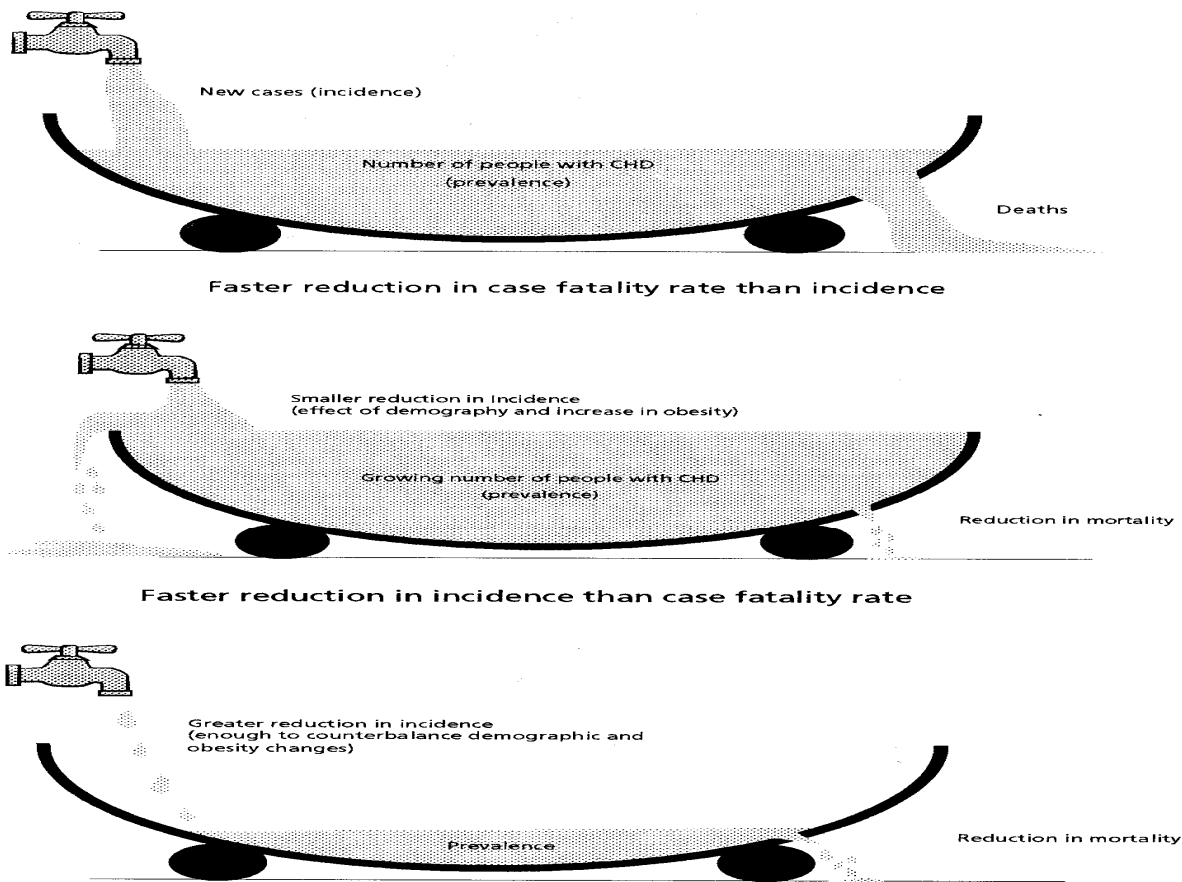 New cases (incidence)
Number of people with CHD
(prevalence)
Deaths
Faster reduction in case fatality rate than incidence
Smaller reduction in Incidence
(effect of demography and increase in obesity)
Growing number of people with CHD
(prevalence)
Reduction in mortality
Faster reduction in incidence than case fatality rate
Greater reduction in incidence
(enough to counterbalance demographic and
obesity changes)
Prevalence
Reduction in mortality